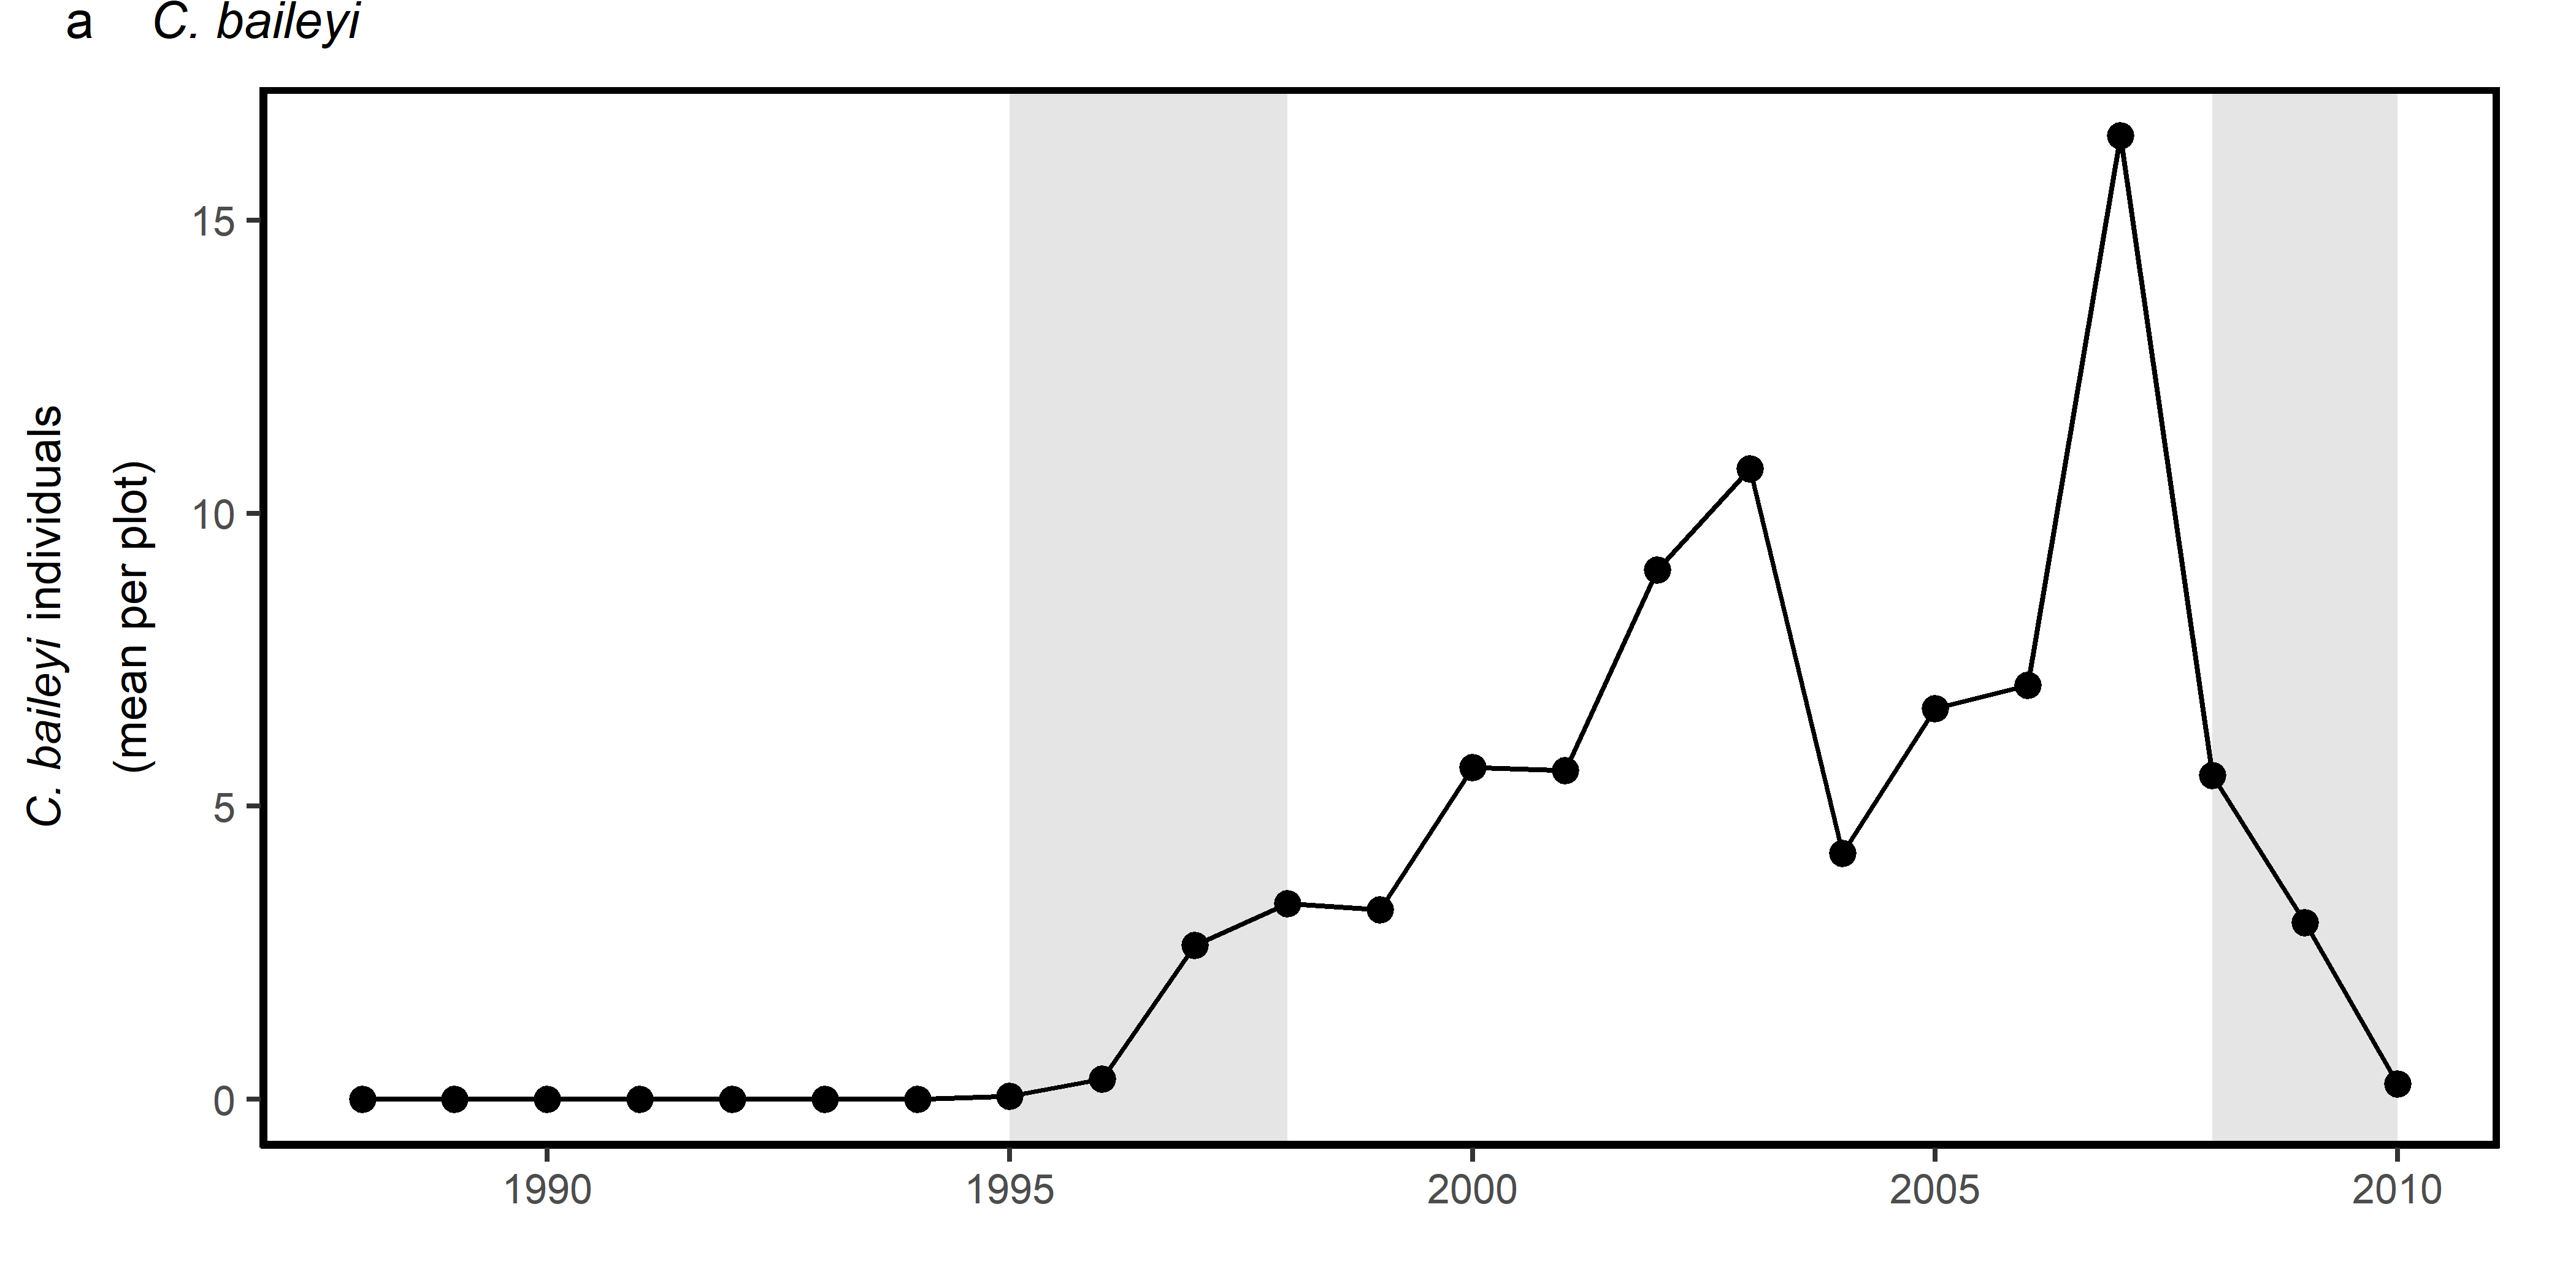 a C. baileyi
C. baileyi individuals
(mean per plot)
15
10
5
0
1990 1995 2000 2005 2010